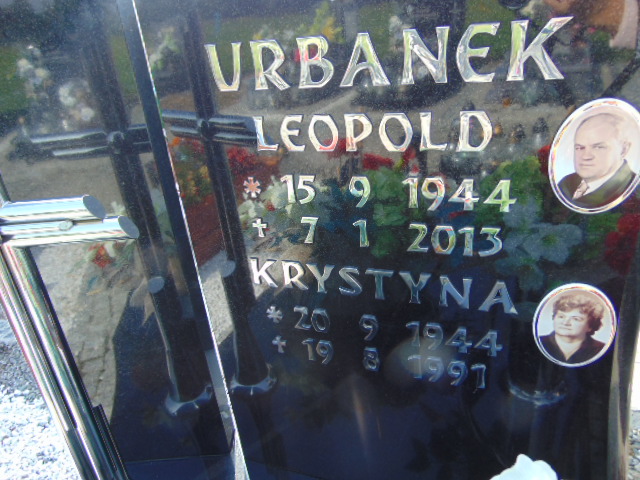 URBANEK
LEOPOLD
* 15 9 1944
+ 7 1 2013
KRYSTYNA
* 20 9 1944
+ 19 8 1991